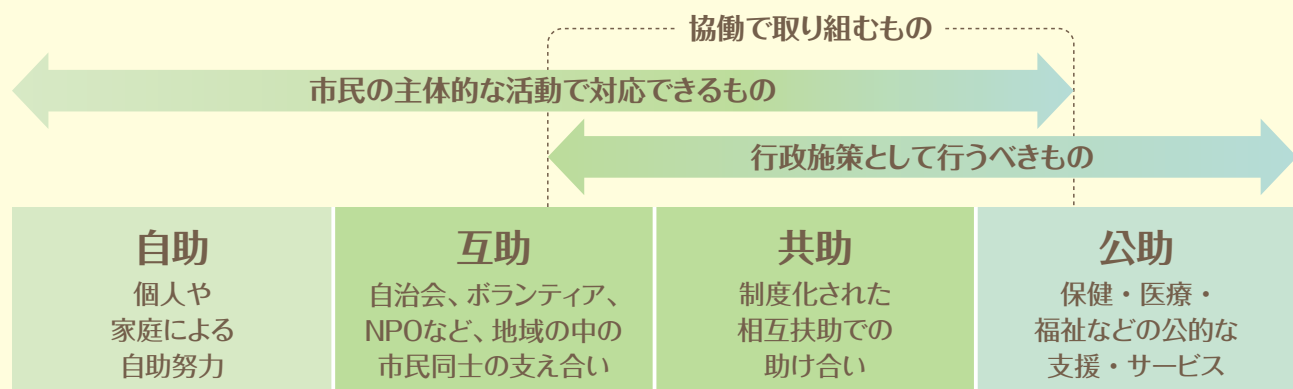 協働で取り組むもの
市民の主体的な活動で対応できるもの
行政施策として行うべきもの
自助
個人や
家庭による
自助努力
互助
自治会、ボランティア、
NPOなど、地域の中の
市民同士の支え合い
共助
制度化された
相互扶助での
助け合い
公助
保健・医療・
福祉などの公的な
支援・サービス